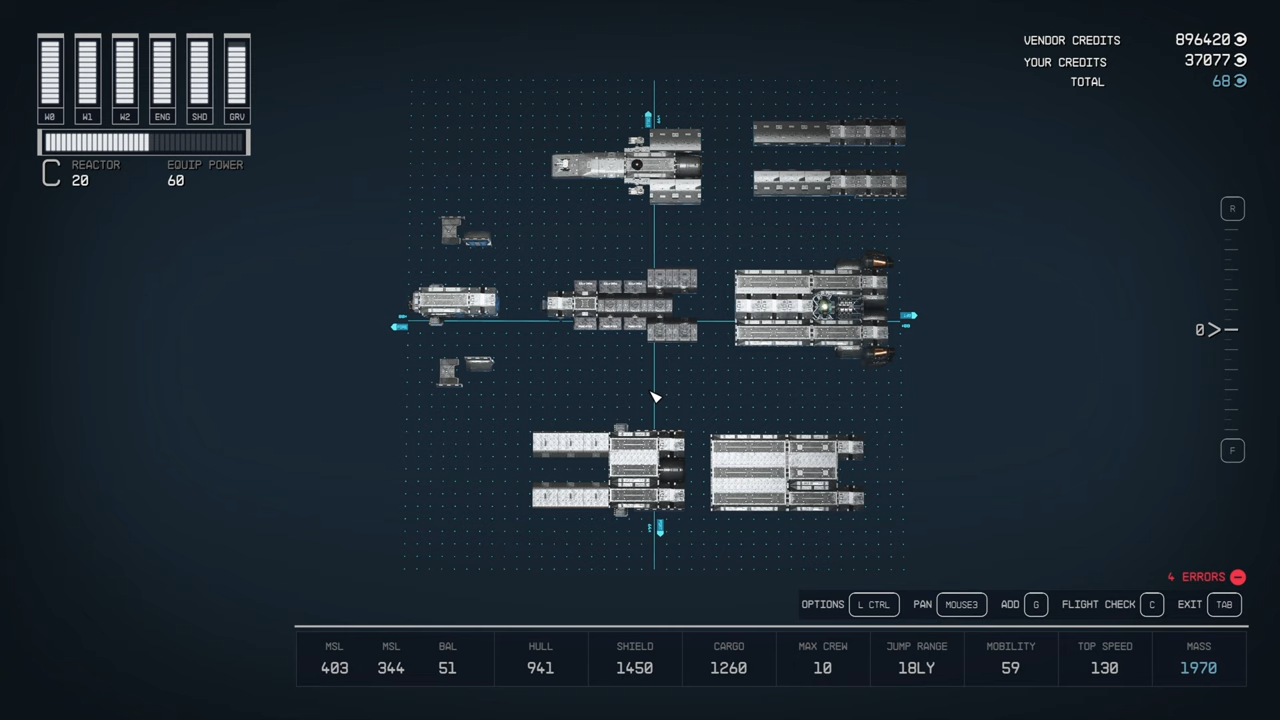 VENDOR CREDITS 896420
YOUR CREDITS 37077
TOTAL 68
W0 W1 W2 ENG SHD GRV
C REACTOR 20 EQUIP POWER 60
R
0
F
4 ERRORS
OPTIONS L CTRL PAN MOUSE3 ADD G FLIGHT CHECK C EXIT TAB
MSL MSL BAL HULL SHIELD CARGO MAX CREW JUMP RANGE MOBILITY TOP SPEED MASS
403 344 51 941 1450 1260 10 18LY 59 130 1970